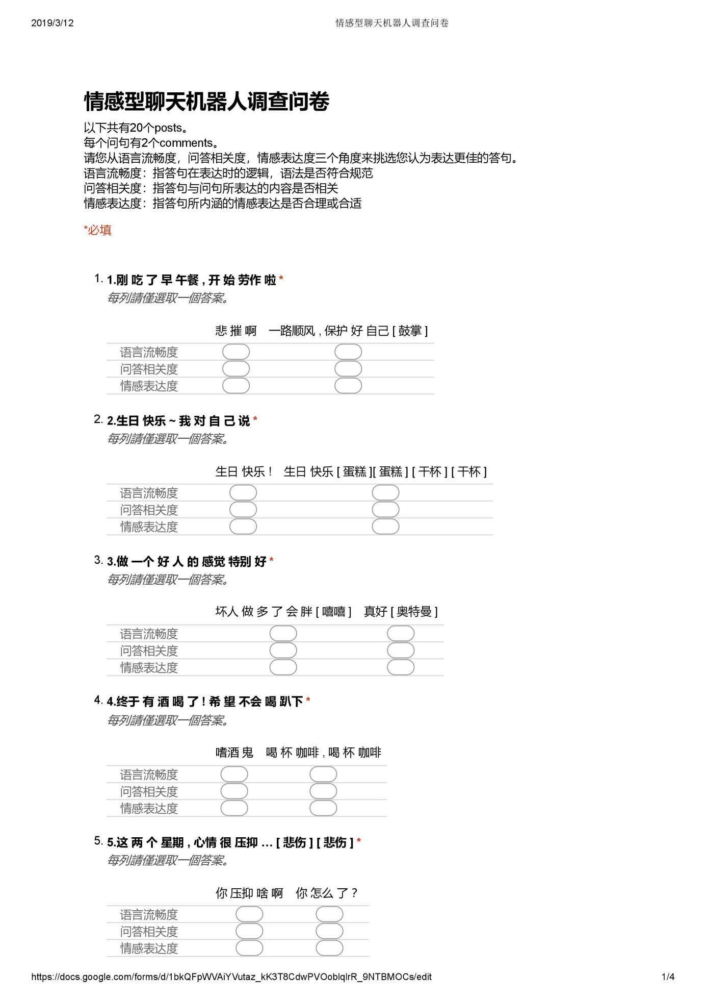 2019/3/12 情感型聊天机器人调查问卷
情感型聊天机器人调查问卷
以下共有20个posts。
每个问句有2个comments。
请您从语言流畅度，问答相关度，情感表达度三个角度来挑选您认为表达更佳的答句。
语言流畅度：指答句在表达时的逻辑，语法是否符合规范
问答相关度：指答句与问句所表达的内容是否相关
情感表达度：指答句所内涵的情感表达是否合理或合适
*必填
1. 1.刚 吃 了 早 午餐 , 开 始 劳作 啦 *
每列請僅選取一個答案。
悲 摧 啊 一路顺风 , 保护 好 自己 [ 鼓掌 ]
语言流畅度
问答相关度
情感表达度
2. 2.生日 快乐 ~ 我 对 自 己 说 *
每列請僅選取一個答案。
生日 快乐 ! 生日 快乐 [ 蛋糕 ][ 蛋糕 ] [ 干杯 ] [ 干杯 ]
语言流畅度
问答相关度
情感表达度
3. 3.做 一个 好 人 的 感觉 特别 好 *
每列請僅選取一個答案。
坏人 做 多 了 会 胖 [ 嘻嘻 ] 真好 [ 奥特曼 ]
语言流畅度
问答相关度
情感表达度
4. 4.终于 有 酒 喝 了 ! 希 望 不会 喝 趴下 *
每列請僅選取一個答案。
嗜酒 鬼 喝 杯 咖啡 , 喝 杯 咖啡
语言流畅度
问答相关度
情感表达度
5. 5.这 两 个 星期 , 心情 很 压抑 … [ 悲伤 ] [ 悲伤 ] *
每列請僅選取一個答案。
你 压抑 啥 啊 你 怎么 了 ?
语言流畅度
问答相关度
情感表达度
https://docs.google.com/forms/d/1bkQFpWVAiYVutaz_kK3T8CdwPVOoblqlrR_9NTBMOCs/edit 1/4